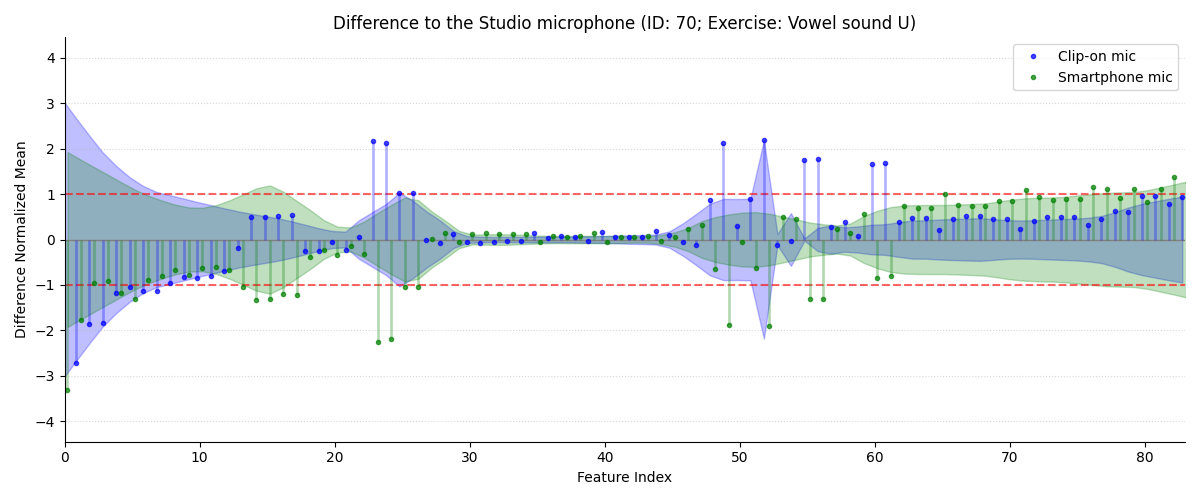 Difference to the Studio microphone (ID: 70; Exercise: Vowel sound U)
Clip-on mic
Smartphone mic
Difference Normalized Mean
4
3
2
1
0
−1
−2
−3
−4
0 10 20 30 40 50 60 70 80
Feature Index